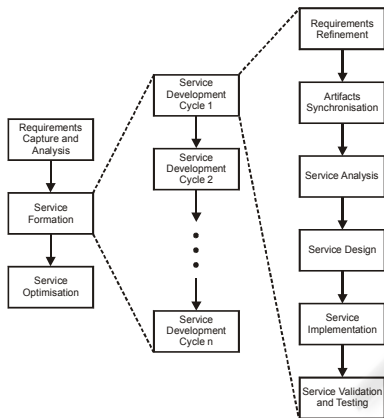 Requirements
Capture and
Analysis
Service
Formation
Service
Optimisation
Service
Development
Cycle 1
Service
Development
Cycle 2
Service
Development
Cycle n
Requirements
Refinement
Artifacts
Synchronisation
Service Analysis
Service Design
Service
Implementation
Service Validation
and Testing